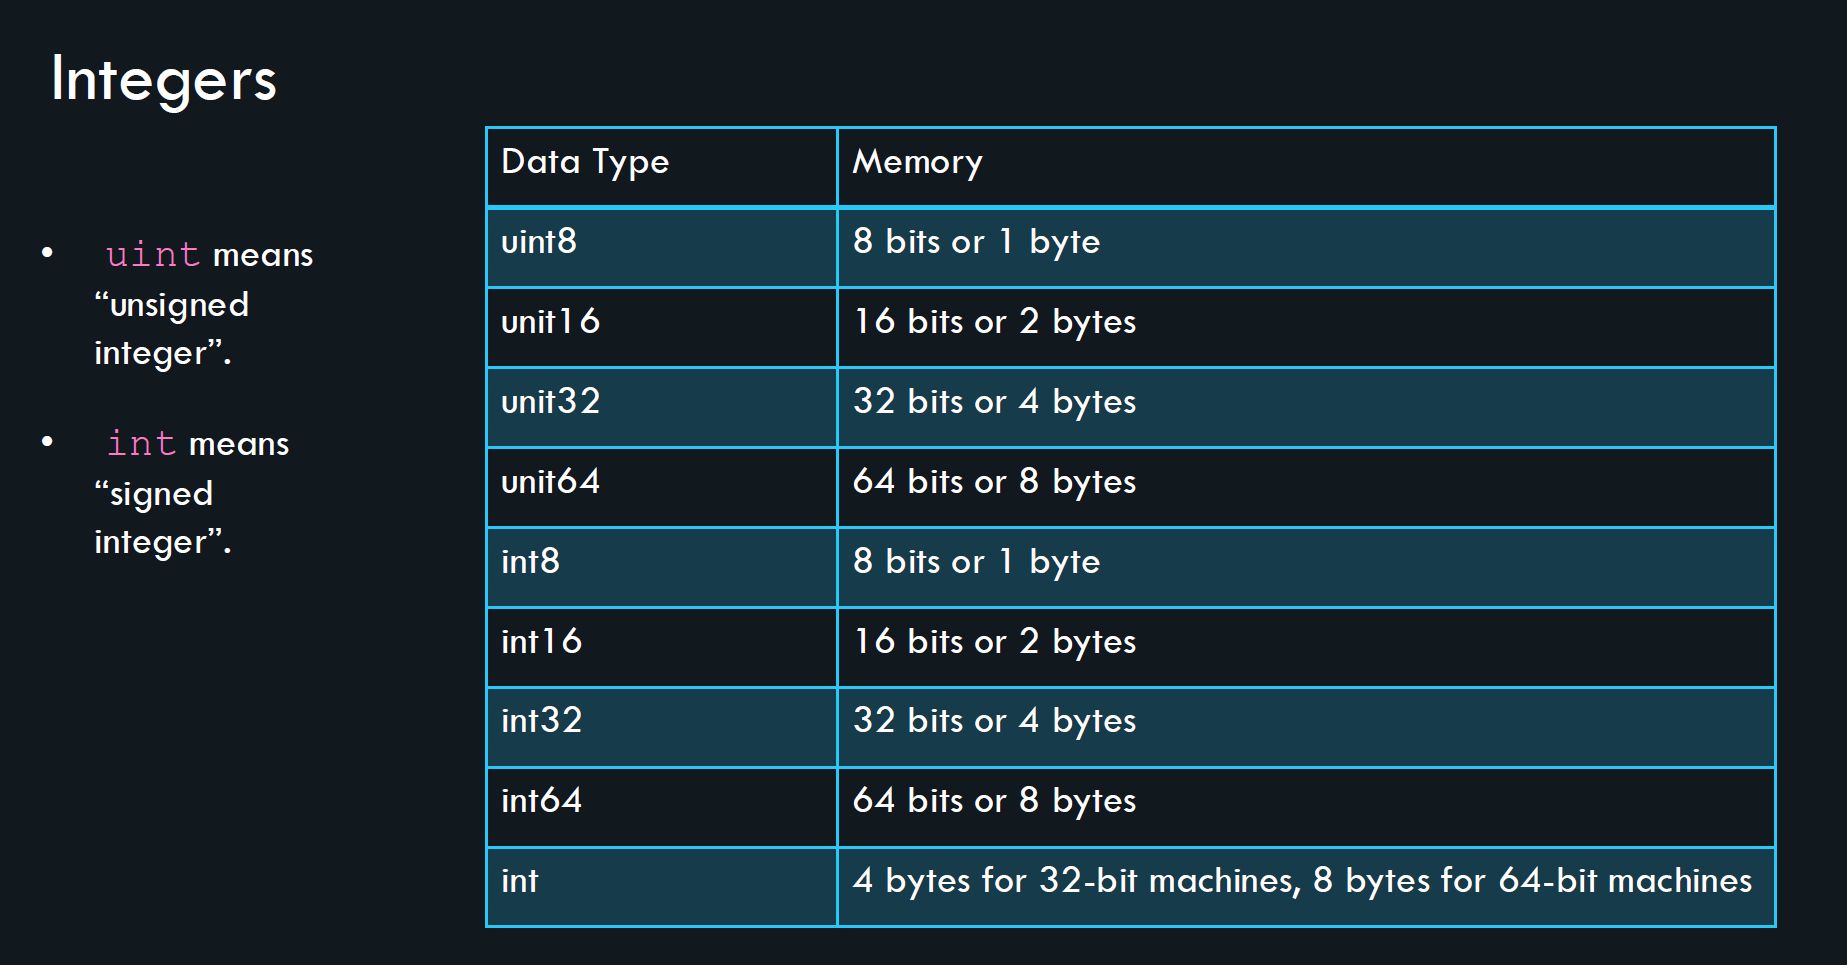 Integers
• uint means
“unsigned
integer”.
• int means
“signed
integer”.
Data Type Memory
uint8 8 bits or 1 byte
unit16 16 bits or 2 bytes
unit32 32 bits or 4 bytes
unit64 64 bits or 8 bytes
int8 8 bits or 1 byte
int16 16 bits or 2 bytes
int32 32 bits or 4 bytes
int64 64 bits or 8 bytes
int 4 bytes for 32-bit machines, 8 bytes for 64-bit machines